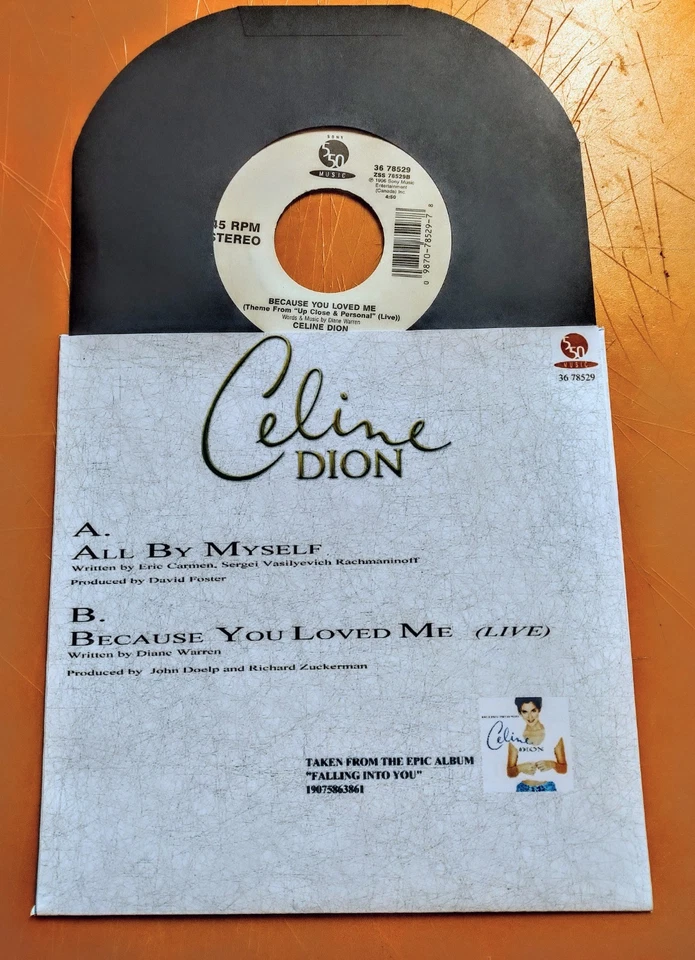 SONY
550
MUSIC
36 78529
ZSS 78529B
℗ 1996 Sony Music
Entertainment
(Canada) Inc.
4:50
45 RPM
STEREO
0 9870-78529-7 8
BECAUSE YOU LOVED ME
(Theme From "Up Close & Personal" (Live))
Words & Music by Diane Warren
CELINE DION
550
MUSIC
36 78529
Celine
DION
A.
ALL BY MYSELF
Written by Eric Carmen, Sergei Vasilyevich Rachmaninoff
Produced by David Foster
B.
BECAUSE YOU LOVED ME (LIVE)
Written by Diane Warren
Produced by John Doelp and Richard Zuckerman
TAKEN FROM THE EPIC ALBUM
"FALLING INTO YOU"
19075863861
Celine
DION